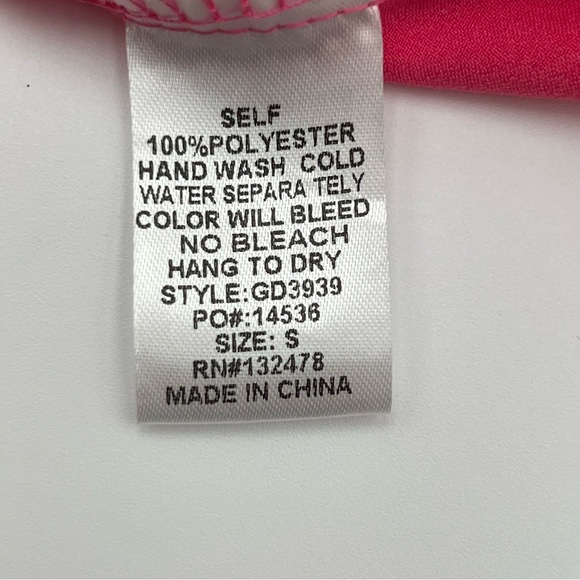 SELF
100%POLYESTER
HAND WASH COLD
WATER SEPARA TELY
COLOR WILL BLEED
NO BLEACH
HANG TO DRY
STYLE:GD3939
PO#:14536
SIZE: S
RN#132478
MADE IN CHINA